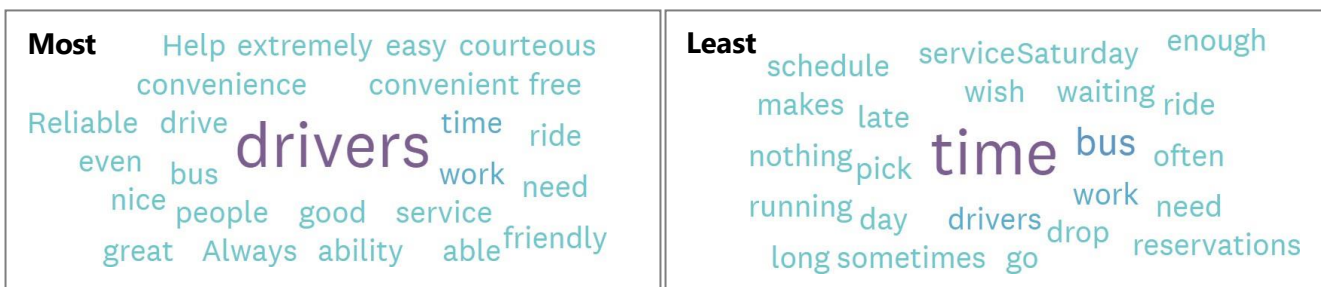 Most
Help extremely easy courteous
convenience convenient free
Reliable drive drivers time ride
even bus work need
nice people good service
great Always ability able friendly
Least
schedule serviceSaturday enough
makes late wish waiting ride
nothing pick time bus often
running day drivers work need
long sometimes go drop reservations